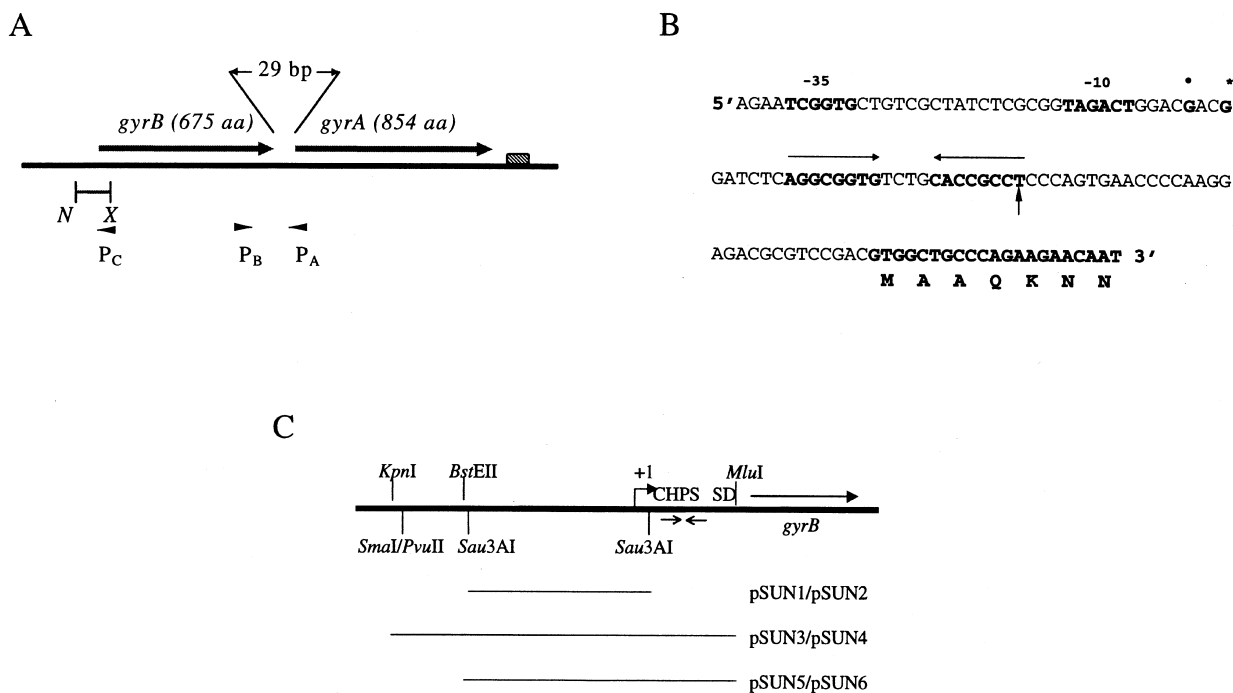 A
29 bp
gyrB (675 aa)
gyrA (854 aa)
N
X
PC
PB
PA
B
-35
-10
•
*
5'AGAATCGGTGCTGTCGCTATCTCGCGGTAGACTGGACGACG
GATCTCAGGCGGTGTCTGCACCGCCTCCCAGTGAACCCCAAGG
AGACGCGTCCGACGTGGCTGCCCAGAAGAACAAT 3'
M A A Q K N N
C
KpnI
BstEII
+1
MluI
CHPS
SD
gyrB
SmaI/PvuII
Sau3AI
Sau3AI
pSUN1/pSUN2
pSUN3/pSUN4
pSUN5/pSUN6